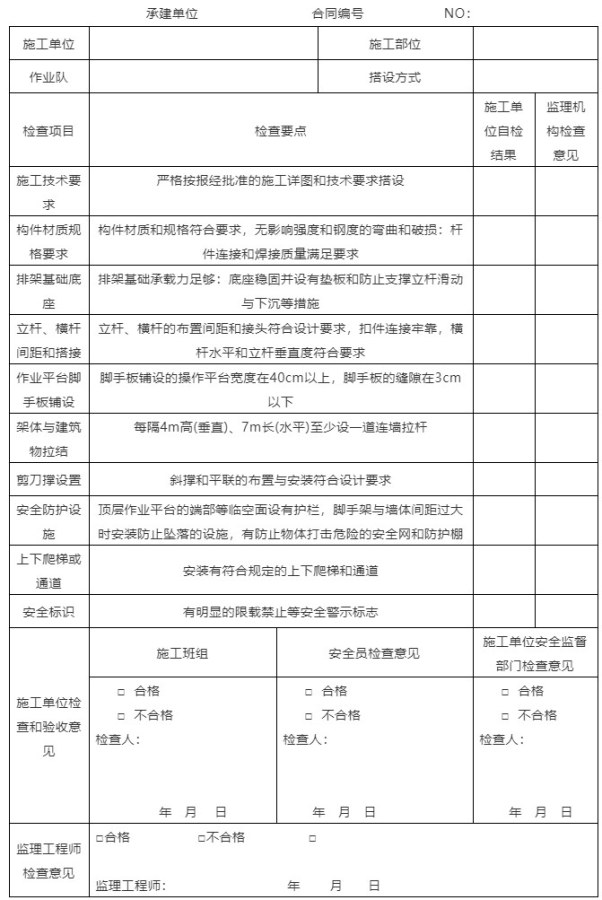 承建单位 合同编号 NO：
施工单位 施工部位
作业队 搭设方式
检查项目 检查要点 施工单位自检结果 监理机构检查意见
施工技术要求 严格按报经批准的施工详图和技术要求搭设
构件材质规格要求 构件材质和规格符合要求，无影响强度和钢度的弯曲和破损：杆件连接和焊接质量满足要求
排架基础底座 排架基础承载力足够：底座稳固并设有垫板和防止支撑立杆滑动与下沉等措施
立杆、横杆间距和搭接 立杆、横杆的布置间距和接头符合设计要求，扣件连接牢靠，横杆水平和立杆垂直度符合要求
作业平台脚手板铺设 脚手板铺设的操作平台宽度在40cm以上，脚手板的缝隙在3cm以下
架体与建筑物拉结 每隔4m高(垂直)、7m长(水平)至少设一道连墙拉杆
剪刀撑设置 斜撑和平联的布置与安装符合设计要求
安全防护设施 顶层作业平台的端部等临空面设有护栏，脚手架与墙体间距过大时安装防止坠落的设施，有防止物体打击危险的安全网和防护棚
上下爬梯或通道 安装有符合规定的上下爬梯和通道
安全标识 有明显的限载禁止等安全警示标志
施工单位检查和验收意见 施工班组 安全员检查意见 施工单位安全监督部门检查意见
□ 合格 □ 合格 □ 合格
□ 不合格 □ 不合格 □ 不合格
检查人： 检查人： 检查人：
年 月 日 年 月 日 年 月 日
监理工程师检查意见 □合格 □不合格 □
监理工程师： 年 月 日